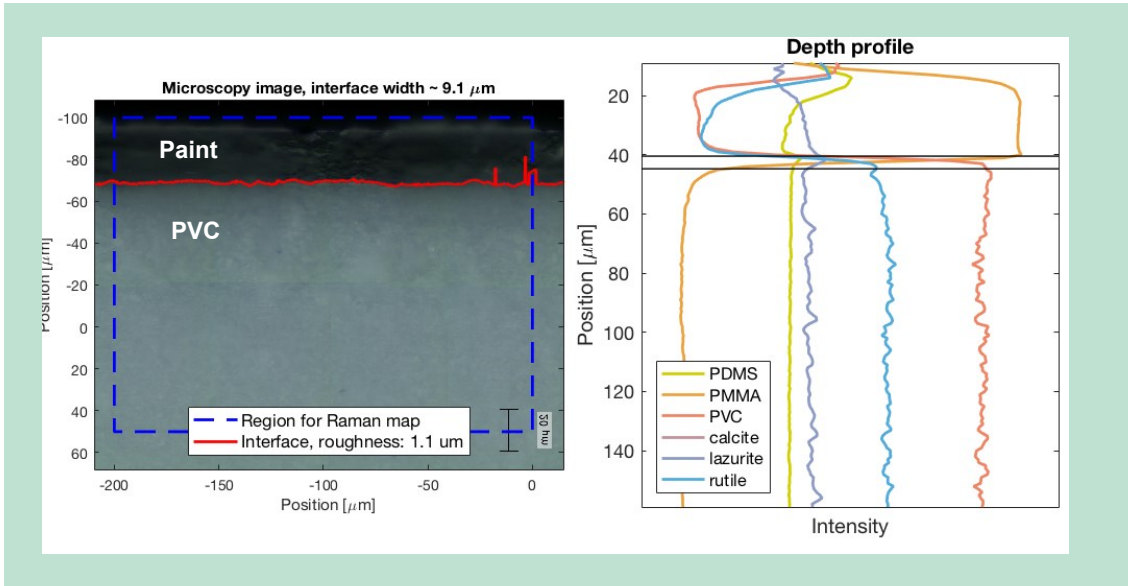 Microscopy image, interface width ~ 9.1 μm
-100
-80
-60
-40
-20
0
20
40
60
Position [μm]
Paint
PVC
Region for Raman map
Interface, roughness: 1.1 um
20 μm
-200
-150
-100
-50
0
Position [μm]
Depth profile
20
40
60
80
100
120
140
Position [μm]
PDMS
PMMA
PVC
calcite
lazurite
rutile
Intensity